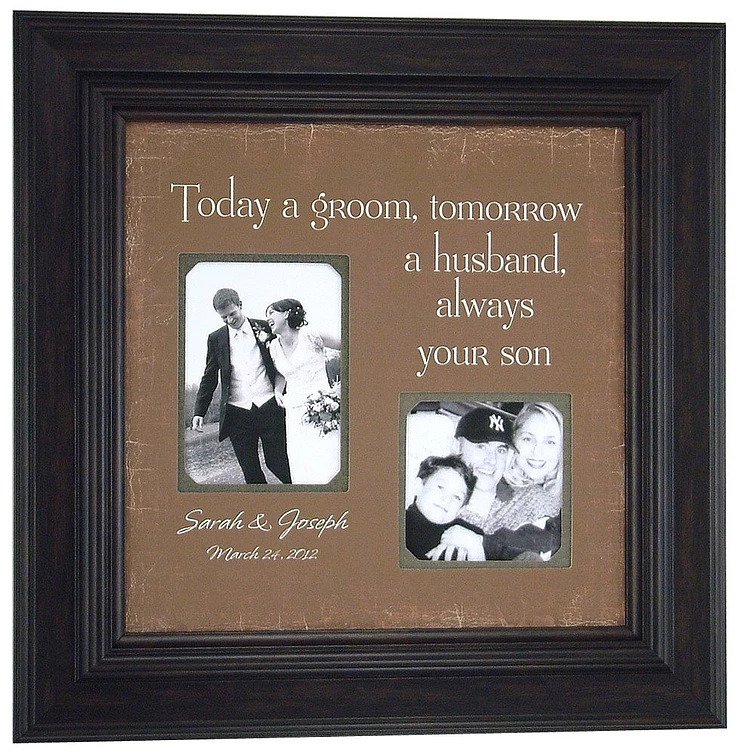 Today a groom, tomorrow
a husband,
always
your son
NY
Sarah & Joseph
March 24, 2012